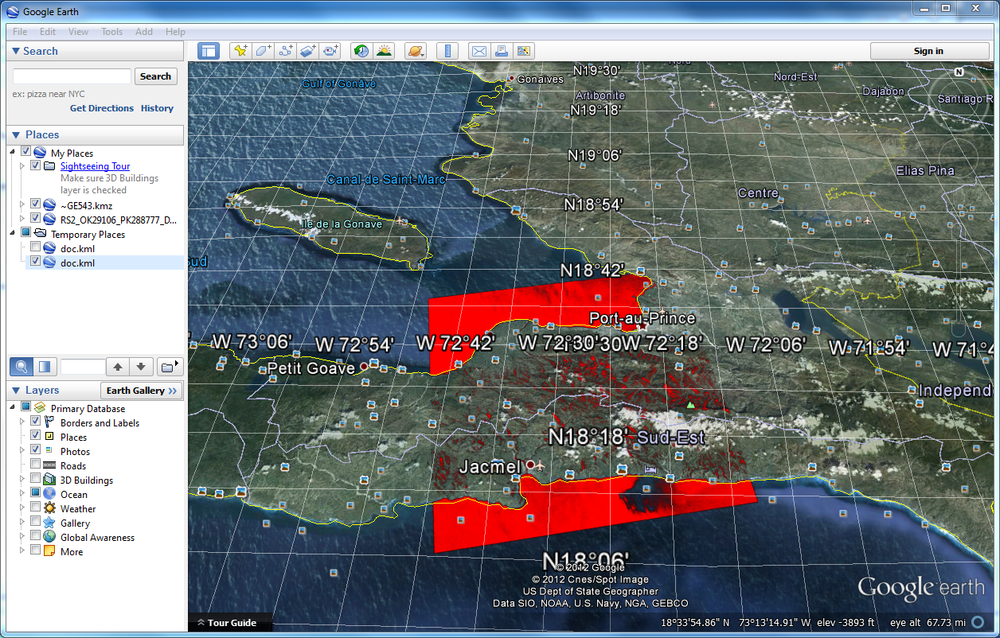 Google Earth
File Edit View Tools Add Help
Search
Search
ex: pizza near NYC
Get Directions History
Places
My Places
Sightseeing Tour
Make sure 3D Buildings
layer is checked
~GE543.kmz
RS2_OK29106_PK288777_D...
Temporary Places
doc.kml
doc.kml
Layers
Earth Gallery >>
Primary Database
Borders and Labels
Places
Photos
Roads
3D Buildings
Ocean
Weather
Gallery
Global Awareness
More
Sign in
N
N19°30'
Nord-Est
Gonaives
Gulf of Gonâve
Artibonite
Dajabon
Santiago R
N19°18'
N19°06'
Elias Pina
Canal de Saint-Marc
Centre
N18°54'
Ile de la Gonave
Sud
N18°42'
Port-au-Prince
W 73°06'
W 72°54'
W 72°42'
W 72°30'
W 72°18'
W 72°06'
W 71°54'
W 71°4
Petit Goave
Independ
N18°18'
Sud-Est
Jacmel
N18°06'
© 2012 Google
© 2012 Cnes/Spot Image
US Dept of State Geographer
Data SIO, NOAA, U.S. Navy, NGA, GEBCO
Google earth
Tour Guide
18°33'54.86" N 73°13'14.91" W elev -3893 ft eye alt 67.73 mi